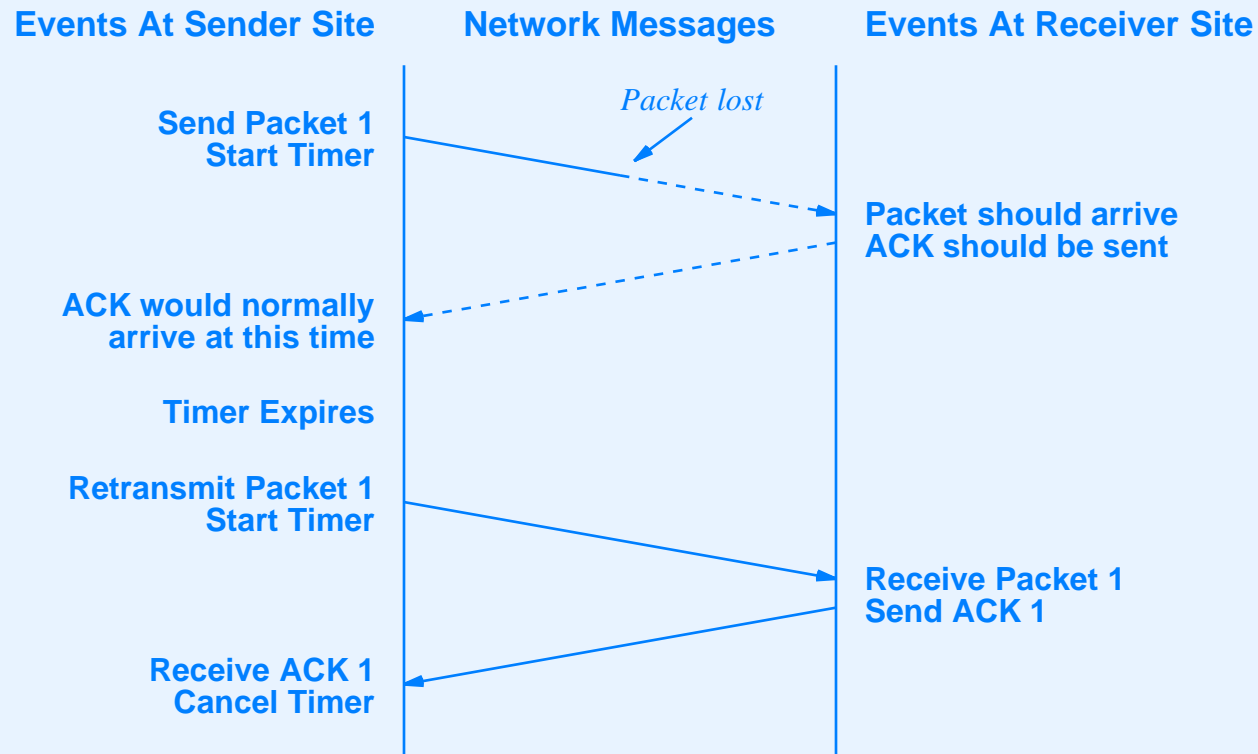 Events At Sender Site
Network Messages
Events At Receiver Site
Packet lost
Send Packet 1
Start Timer
Packet should arrive
ACK should be sent
ACK would normally
arrive at this time
Timer Expires
Retransmit Packet 1
Start Timer
Receive Packet 1
Send ACK 1
Receive ACK 1
Cancel Timer